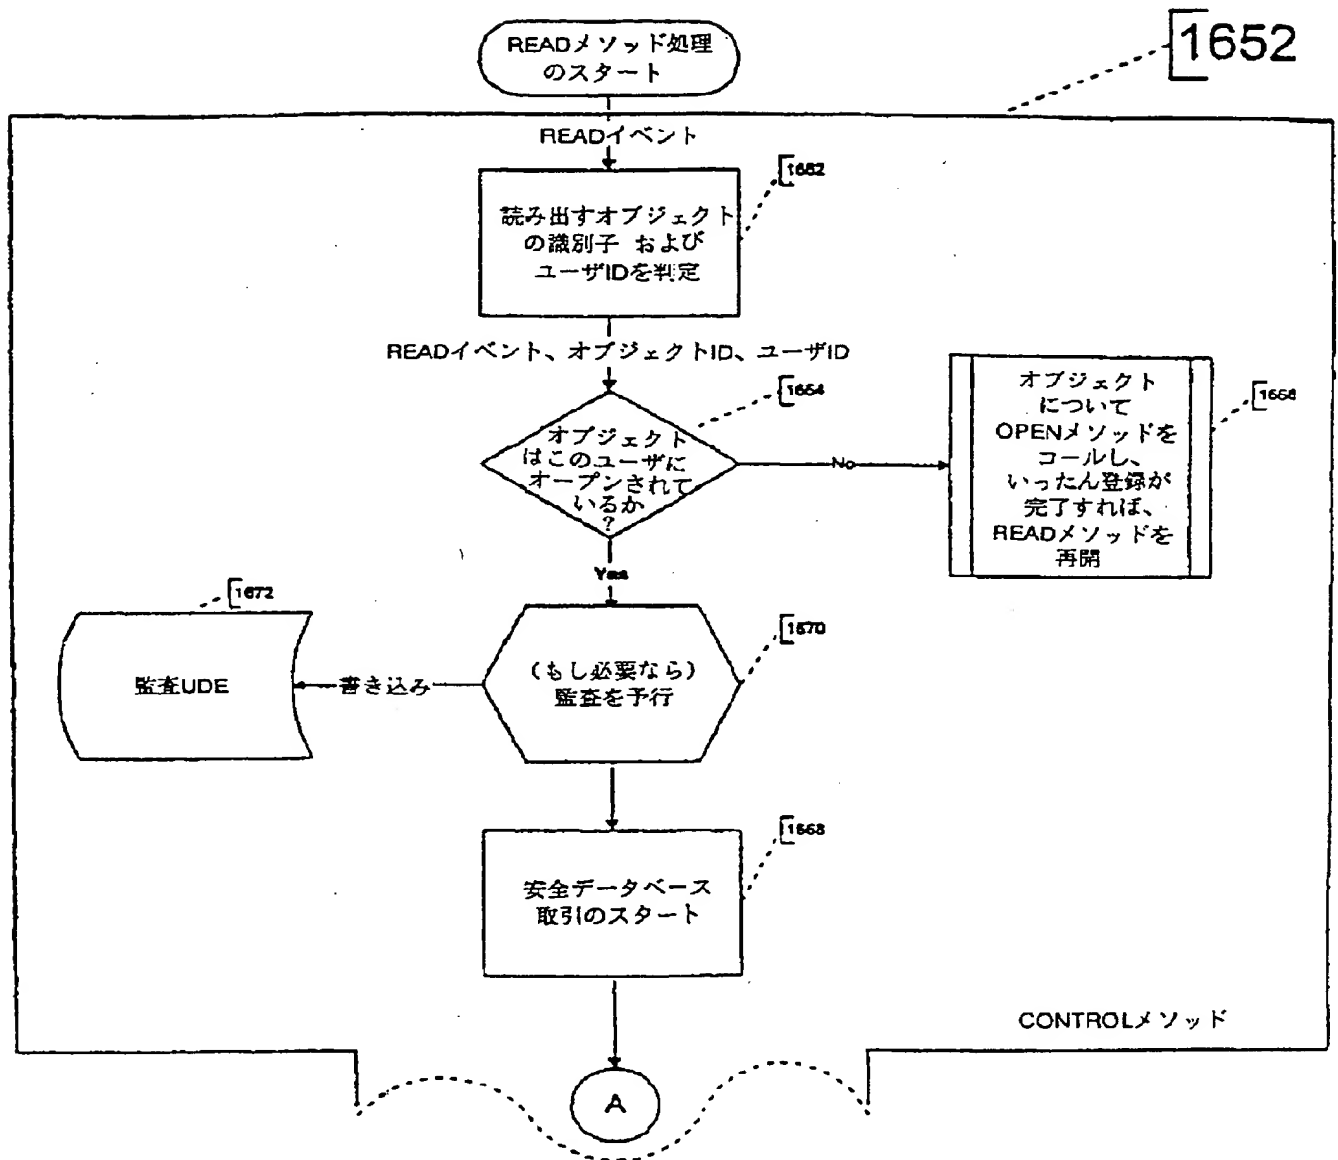 READメソッド処理
のスタート
1652
READイベント
1662
読み出すオブジェクト
の識別子 および
ユーザIDを判定
READイベント、オブジェクトID、ユーザID
1664
オブジェクト
はこのユーザに
オープンされて
いるか
?
No
オブジェクト
について
OPENメソッドを
コールし、
いったん登録が
完了すれば、
READメソッドを
再開
Yes
1672
監査UDE
書き込み
(もし必要なら)
監査を予行
1670
1668
安全データベース
取引のスタート
CONTROLメソッド
A